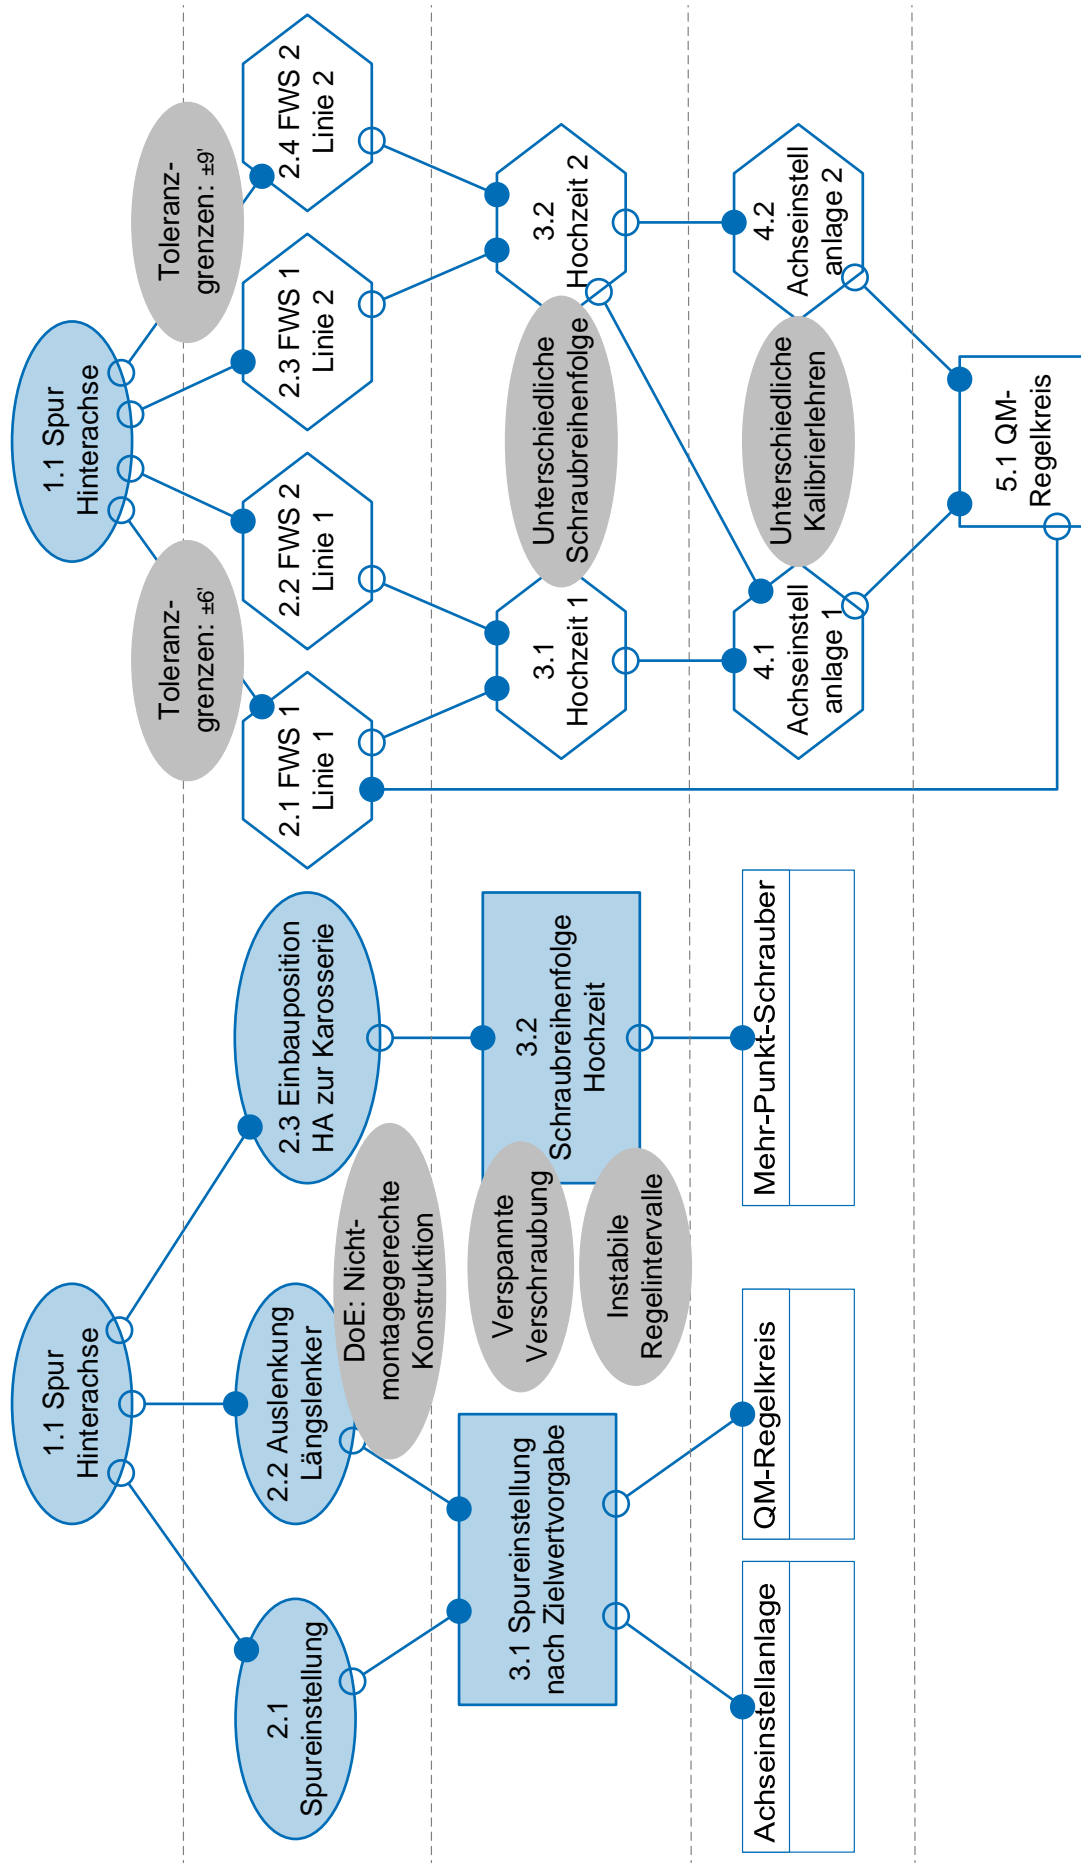 1.1 Spur
Hinterachse
2.1
Spureinstellung
2.2 Auslenkung
Längslenker
2.3 Einbauposition
HA zur Karosserie
DoE: Nicht-
montagegerechte
Konstruktion
3.1 Spureinstellung
nach Zielwertvorgabe
Verspannte
Verschraubung
3.2
Schraubreihenfolge
Hochzeit
Instabile
Regelintervalle
Achseinstellanlage
QM-Regelkreis
Mehr-Punkt-Schrauber
1.1 Spur
Hinterachse
Toleranz-
grenzen: ±6'
Toleranz-
grenzen: ±9'
2.1 FWS 1
Linie 1
2.2 FWS 2
Linie 1
2.3 FWS 1
Linie 2
2.4 FWS 2
Linie 2
3.1
Hochzeit 1
Unterschiedliche
Schraubreihenfolge
3.2
Hochzeit 2
4.1
Achseinstell
anlage 1
Unterschiedliche
Kalibrierlehren
4.2
Achseinstell
anlage 2
5.1 QM-
Regelkreis